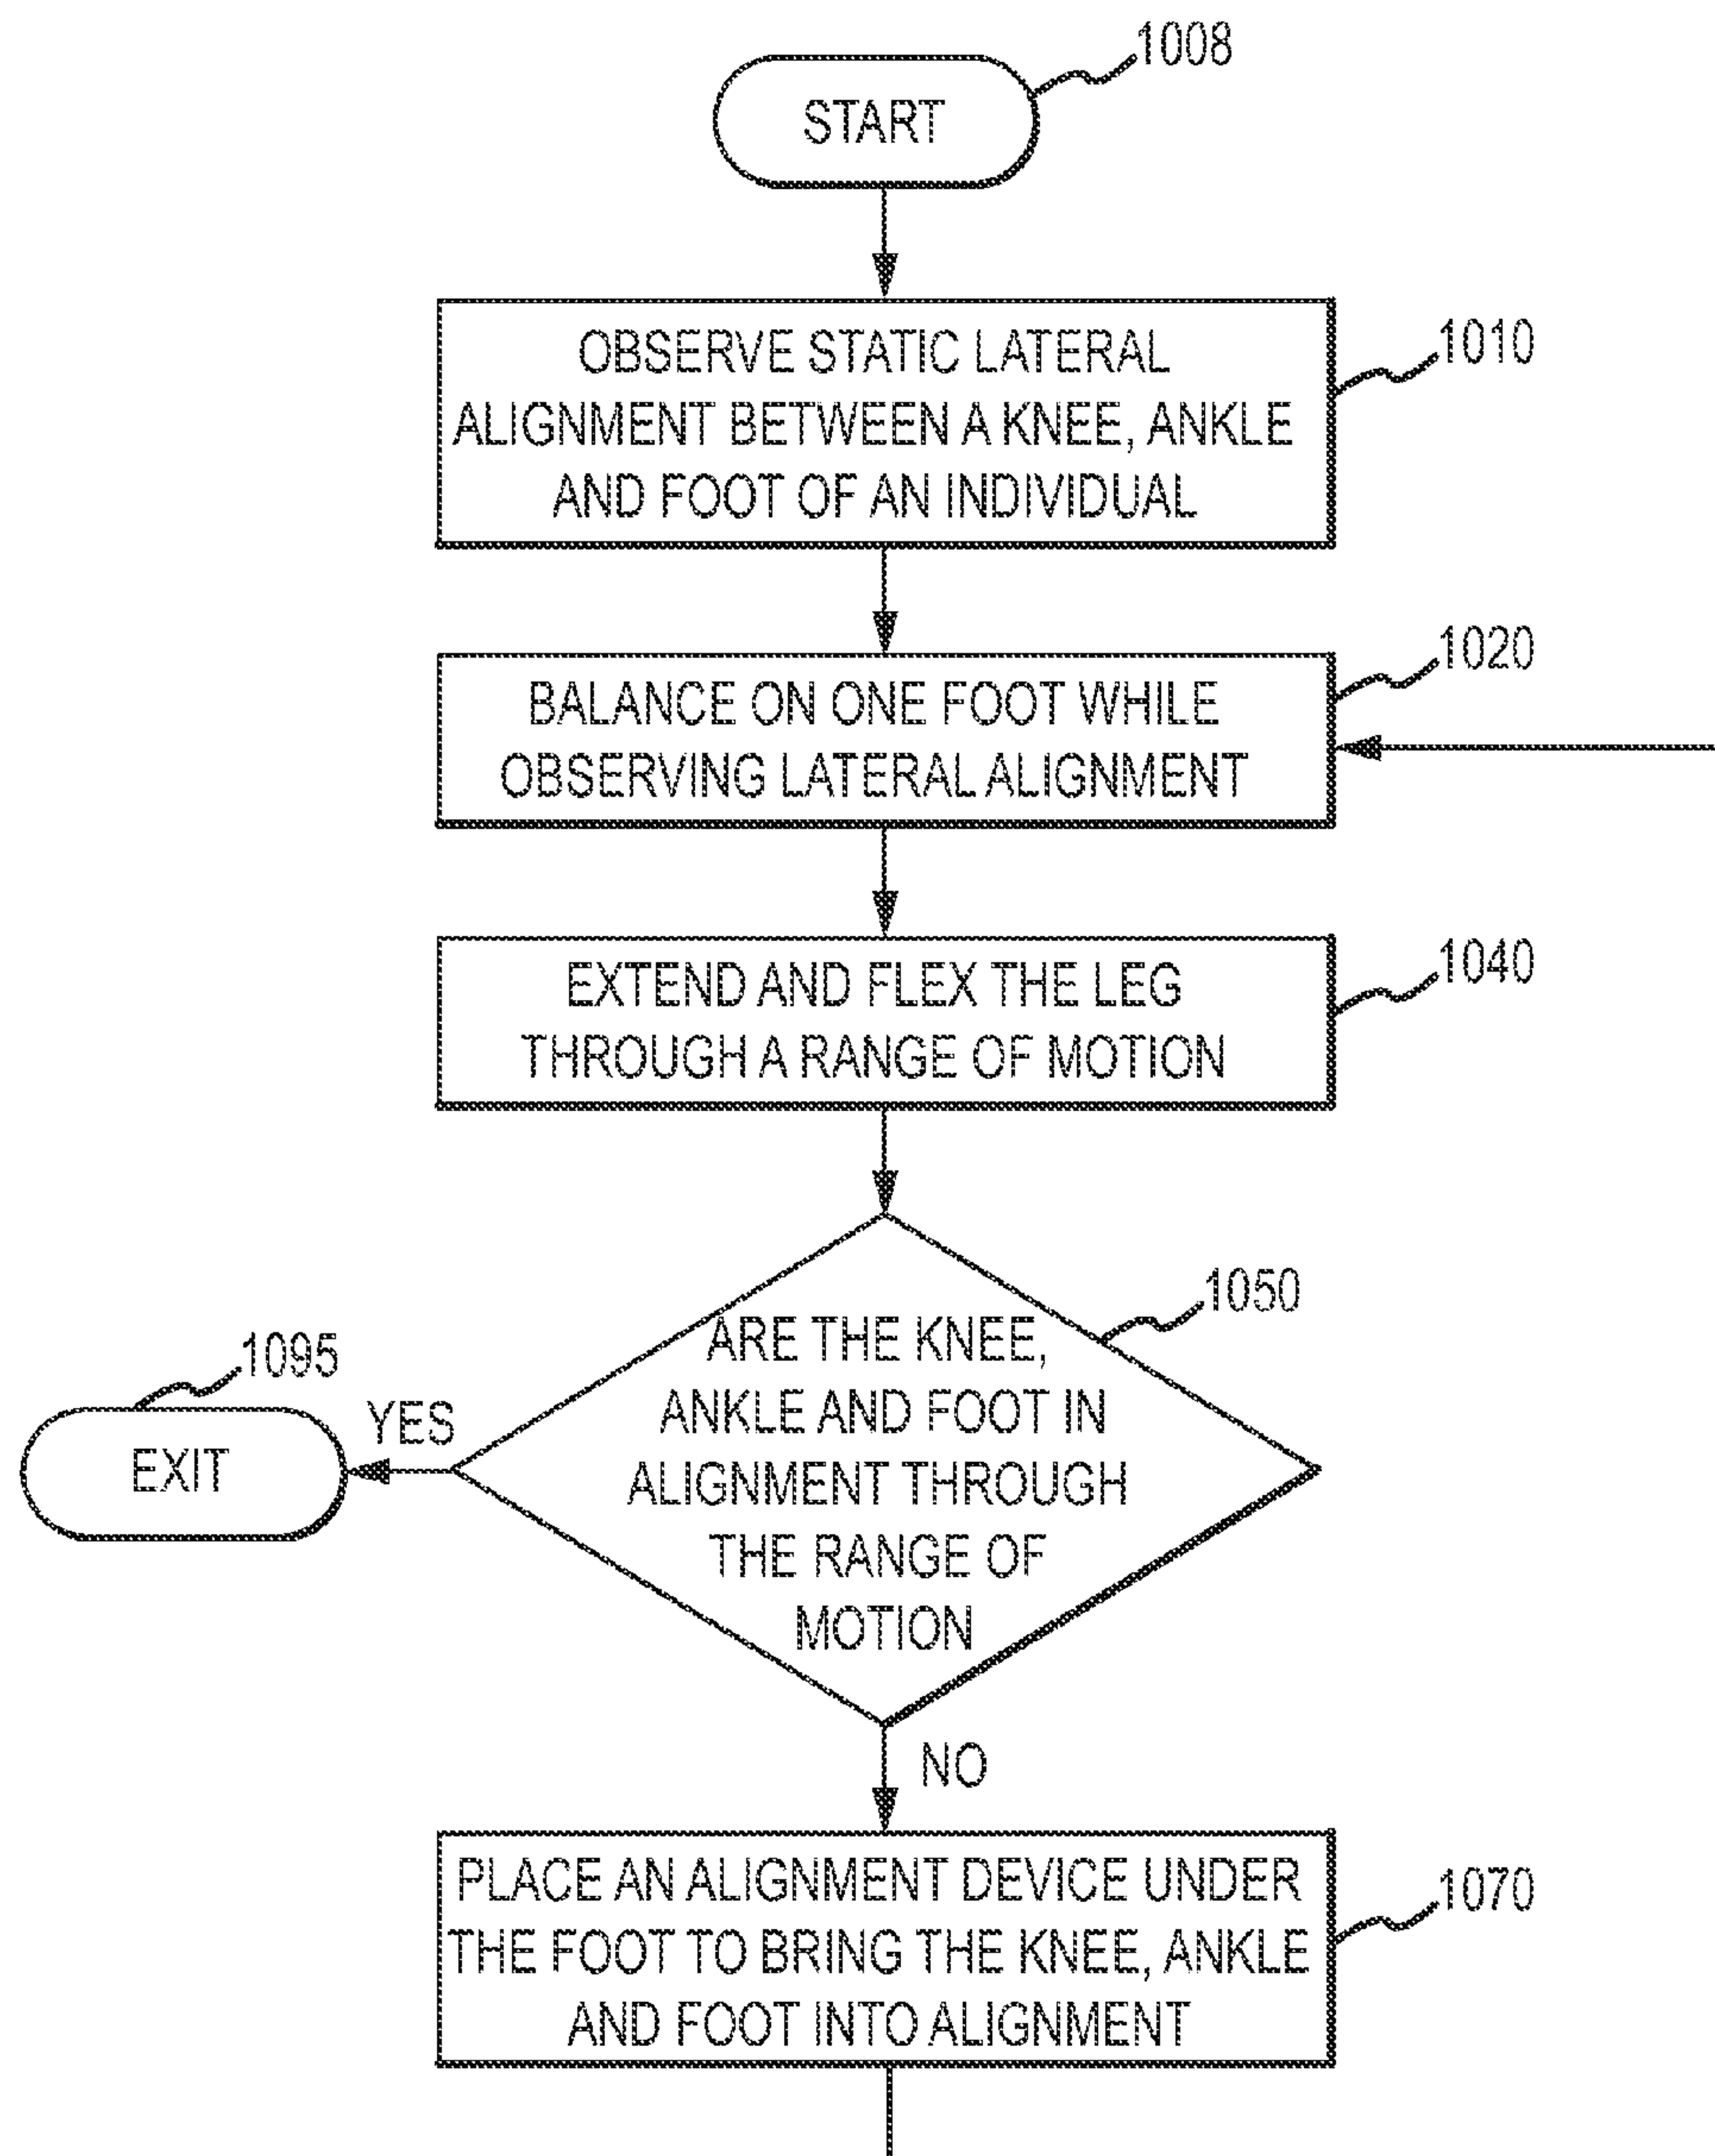 1008
START
OBSERVE STATIC LATERAL
ALIGNMENT BETWEEN A KNEE, ANKLE
AND FOOT OF AN INDIVIDUAL
1010
BALANCE ON ONE FOOT WHILE
OBSERVING LATERAL ALIGNMENT
1020
EXTEND AND FLEX THE LEG
THROUGH A RANGE OF MOTION
1040
ARE THE KNEE,
ANKLE AND FOOT IN
ALIGNMENT THROUGH
THE RANGE OF
MOTION
1050
YES
1095
EXIT
NO
PLACE AN ALIGNMENT DEVICE UNDER
THE FOOT TO BRING THE KNEE, ANKLE
AND FOOT INTO ALIGNMENT
1070